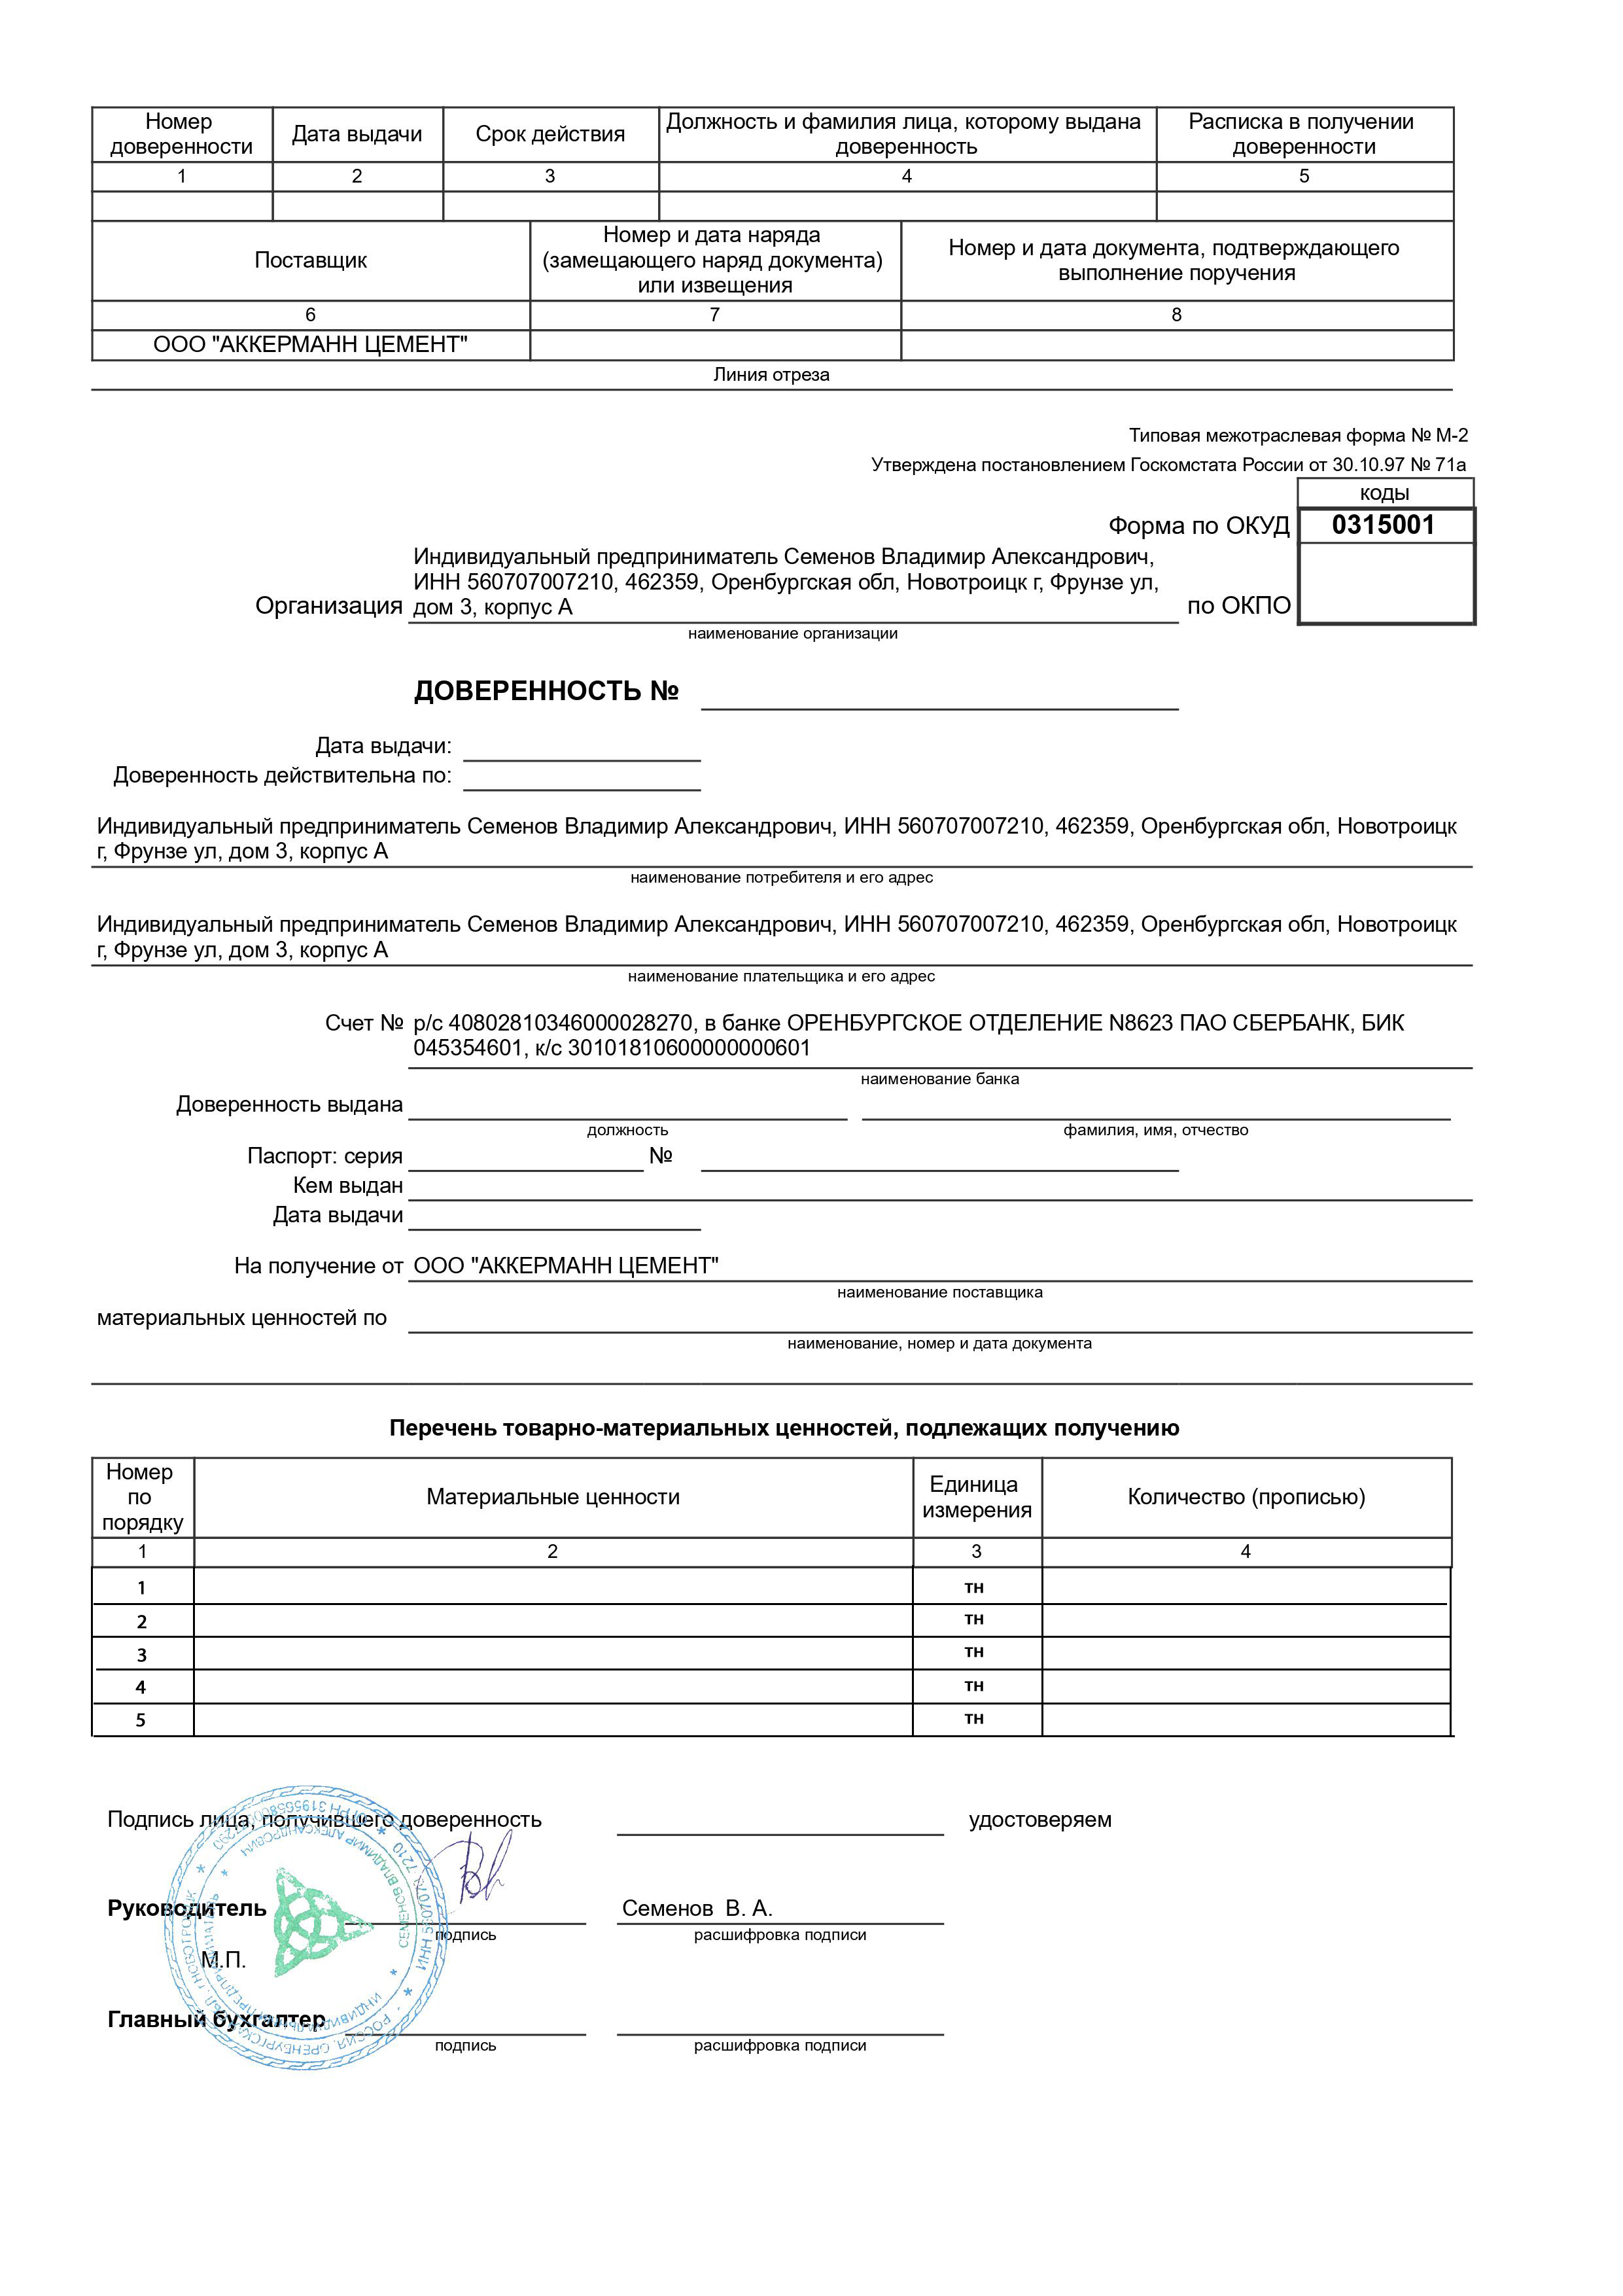 Номер доверенности
Дата выдачи
Срок действия
Должность и фамилия лица, которому выдана доверенность
Расписка в получении доверенности
1 2 3 4 5
Поставщик
Номер и дата наряда
(замещающего наряд документа)
или извещения
Номер и дата документа, подтверждающего
выполнение поручения
6 7 8
ООО "АККЕРМАНН ЦЕМЕНТ"
Линия отреза
Типовая межотраслевая форма № М-2
Утверждена постановлением Госкомстата России от 30.10.97 № 71а
коды
Форма по ОКУД 0315001
Индивидуальный предприниматель Семенов Владимир Александрович,
ИНН 560707007210, 462359, Оренбургская обл, Новотроицк г, Фрунзе ул,
Организация дом 3, корпус А по ОКПО
наименование организации
ДОВЕРЕННОСТЬ №
Дата выдачи:
Доверенность действительна по:
Индивидуальный предприниматель Семенов Владимир Александрович, ИНН 560707007210, 462359, Оренбургская обл, Новотроицк
г, Фрунзе ул, дом 3, корпус А
наименование потребителя и его адрес
Индивидуальный предприниматель Семенов Владимир Александрович, ИНН 560707007210, 462359, Оренбургская обл, Новотроицк
г, Фрунзе ул, дом 3, корпус А
наименование плательщика и его адрес
Счет № р/с 40802810346000028270, в банке ОРЕНБУРГСКОЕ ОТДЕЛЕНИЕ N8623 ПАО СБЕРБАНК, БИК
045354601, к/с 30101810600000000601
наименование банка
Доверенность выдана
должность фамилия, имя, отчество
Паспорт: серия №
Кем выдан
Дата выдачи
На получение от ООО "АККЕРМАНН ЦЕМЕНТ"
наименование поставщика
материальных ценностей по
наименование, номер и дата документа
Перечень товарно-материальных ценностей, подлежащих получению
Номер по порядку
Материальные ценности
Единица измерения
Количество (прописью)
1 2 3 4
1 тн
2 тн
3 тн
4 тн
5 тн
Подпись лица, получившего доверенность удостоверяем
Руководитель Семенов В. А.
подпись расшифровка подписи
М.П.
Главный бухгалтер
подпись расшифровка подписи
СЕМЕНОВ ВЛАДИМИР АЛЕКСАНДРОВИЧ
ИНДИВИДУАЛЬНЫЙ ПРЕДПРИНИМАТЕЛЬ